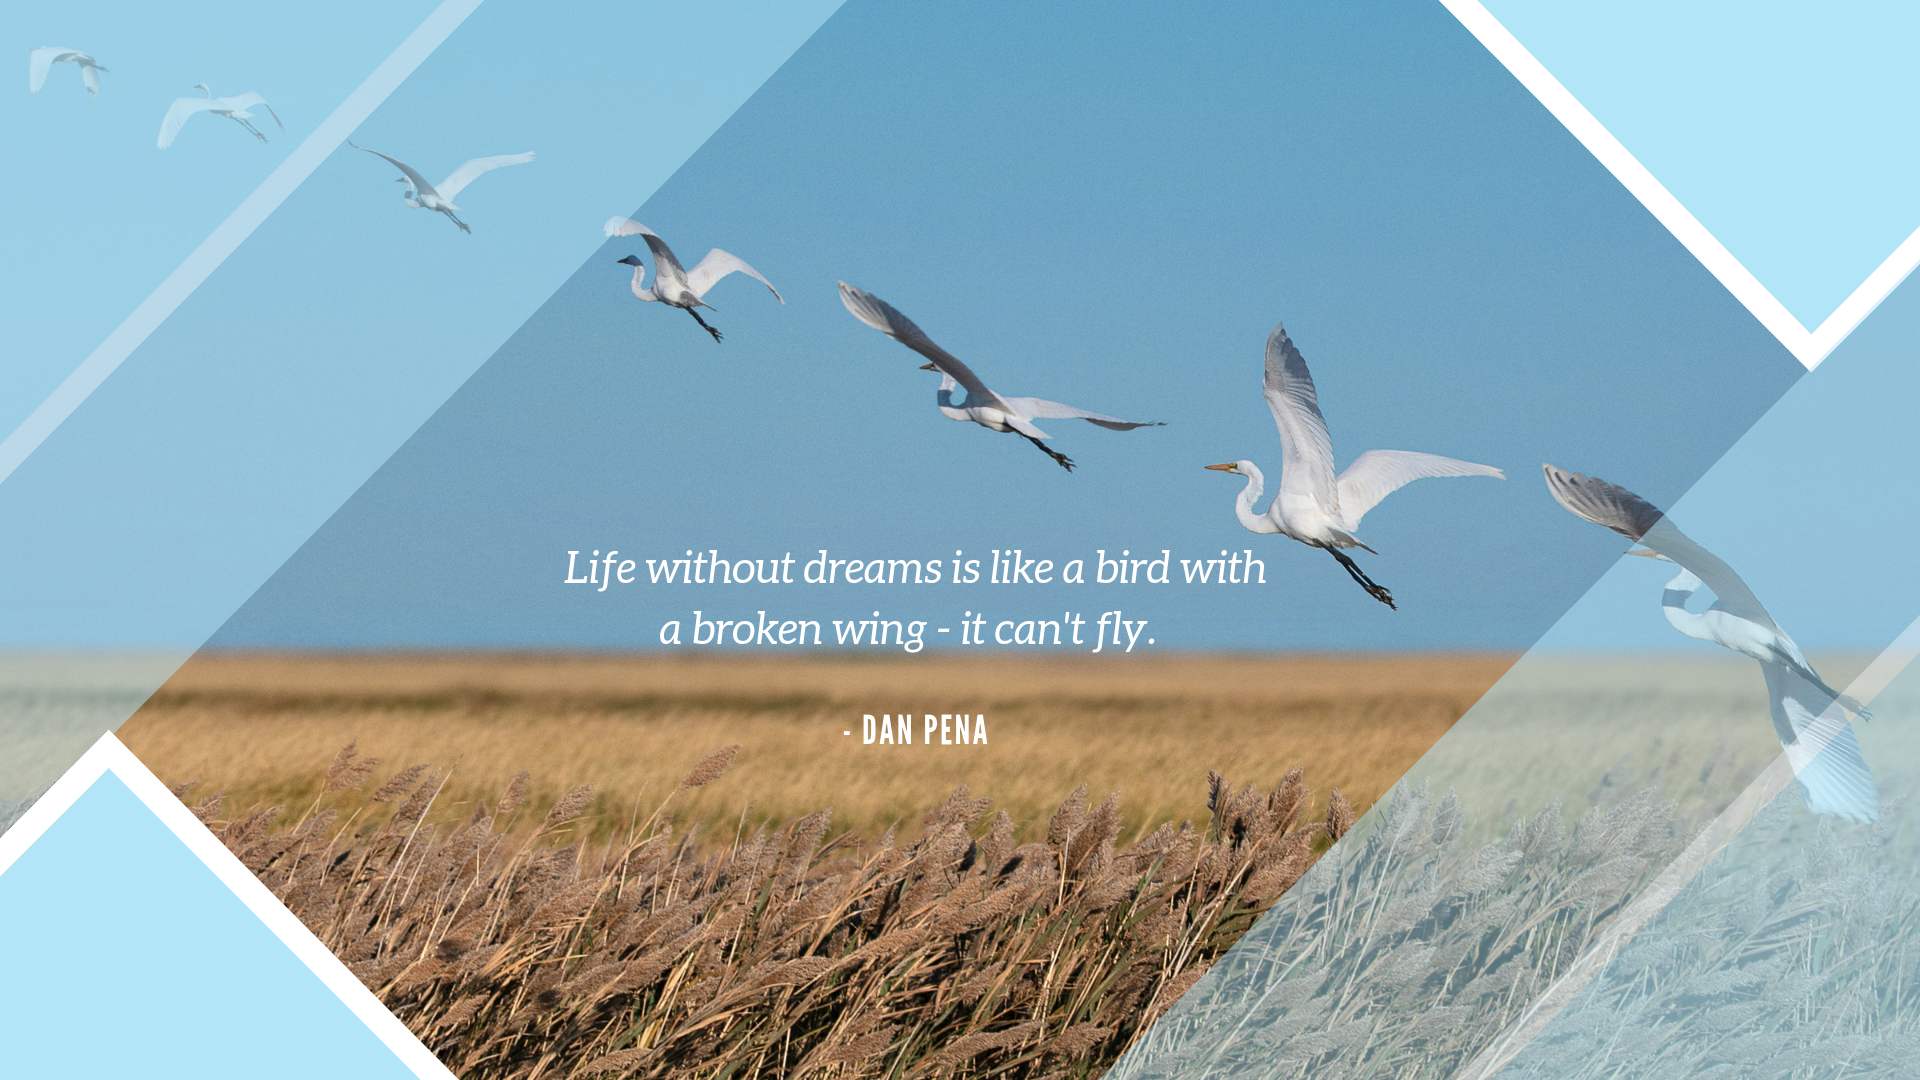 Life without dreams is like a bird with
a broken wing - it can't fly.
- DAN PENA